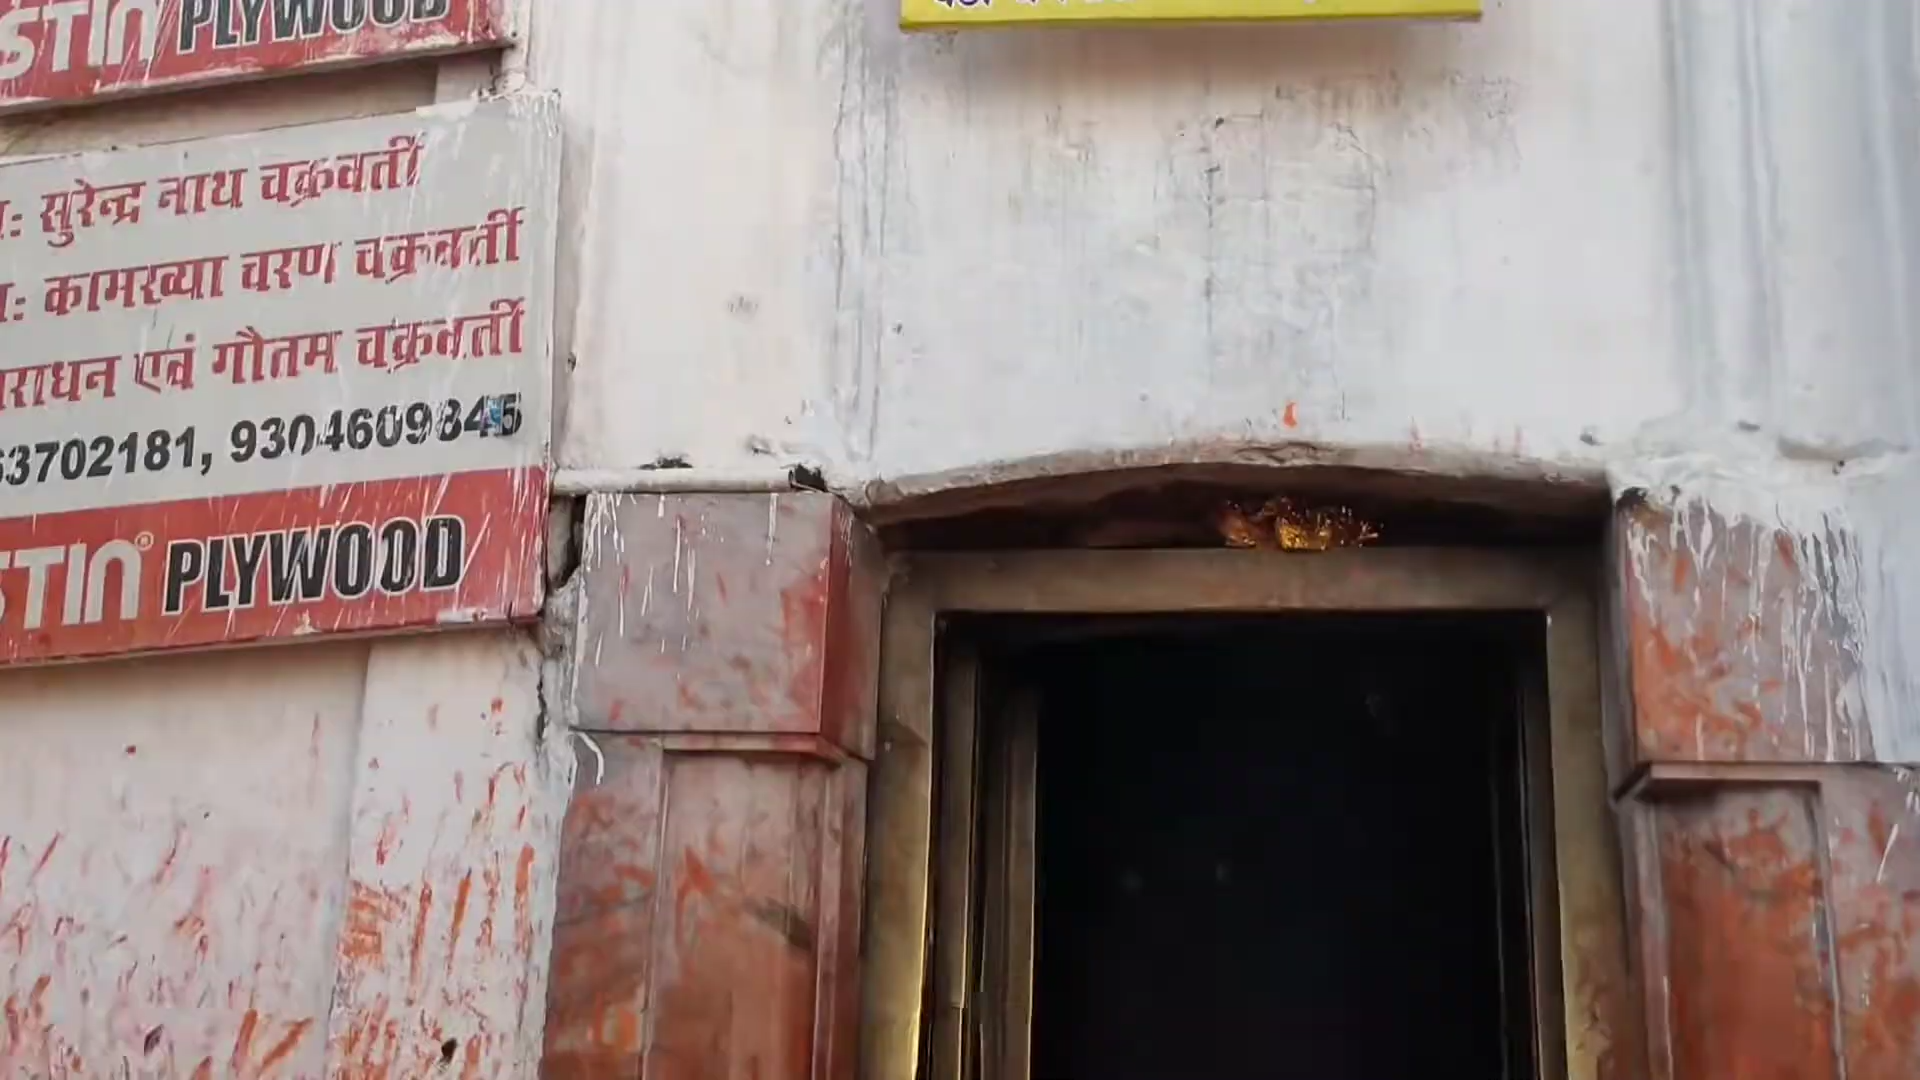 STIN PLYWOOD
: सुरेन्द्र नाथ चक्रवर्ती
: कामख्या चरण चक्रवर्ती
राधन एवं गौतम चक्रवर्ती
63702181, 9304609845
STIN® PLYWOOD